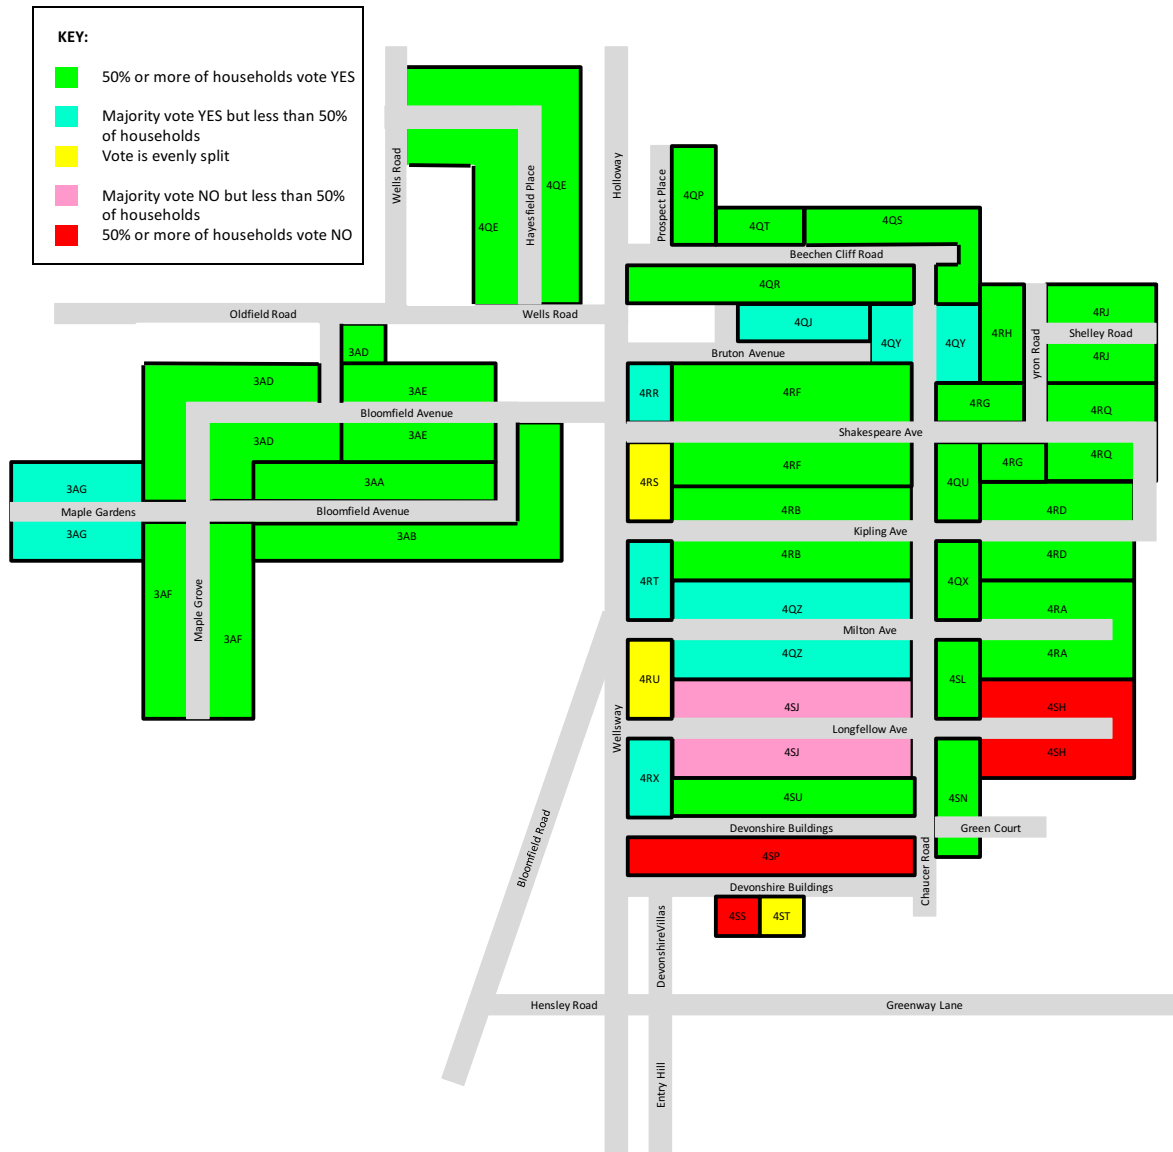 KEY:
50% or more of households vote YES
Majority vote YES but less than 50%
of households
Vote is evenly split
Majority vote NO but less than 50%
of households
50% or more of households vote NO
Wells Road
Hayesfield Place
4QE
4QE
Holloway
Prospect Place
4QP
4QT
4QS
Beechen Cliff Road
4QR
Oldfield Road
Wells Road
4QJ
4QY
4QY
4RH
yron Road
4RJ
Shelley Road
4RJ
Bruton Avenue
3AD
3AD
3AE
4RR
4RF
4RG
4RQ
Bloomfield Avenue
Shakespeare Ave
3AD
3AE
4RF
4RS
4QU
4RG
4RQ
3AA
3AG
Maple Gardens
Bloomfield Avenue
4RB
4RD
Kipling Ave
3AG
3AB
4RB
4RD
4RT
4QX
3AF
Maple Grove
3AF
4QZ
4RA
Milton Ave
4QZ
4RA
4RU
4SL
4SJ
4SH
Wellsway
Longfellow Ave
4SJ
4SH
4RX
4SU
4SN
Devonshire Buildings
Green Court
Bloomfield Road
4SP
Chaucer Road
Devonshire Buildings
4SS
4ST
DevonshireVillas
Hensley Road
Greenway Lane
Entry Hill